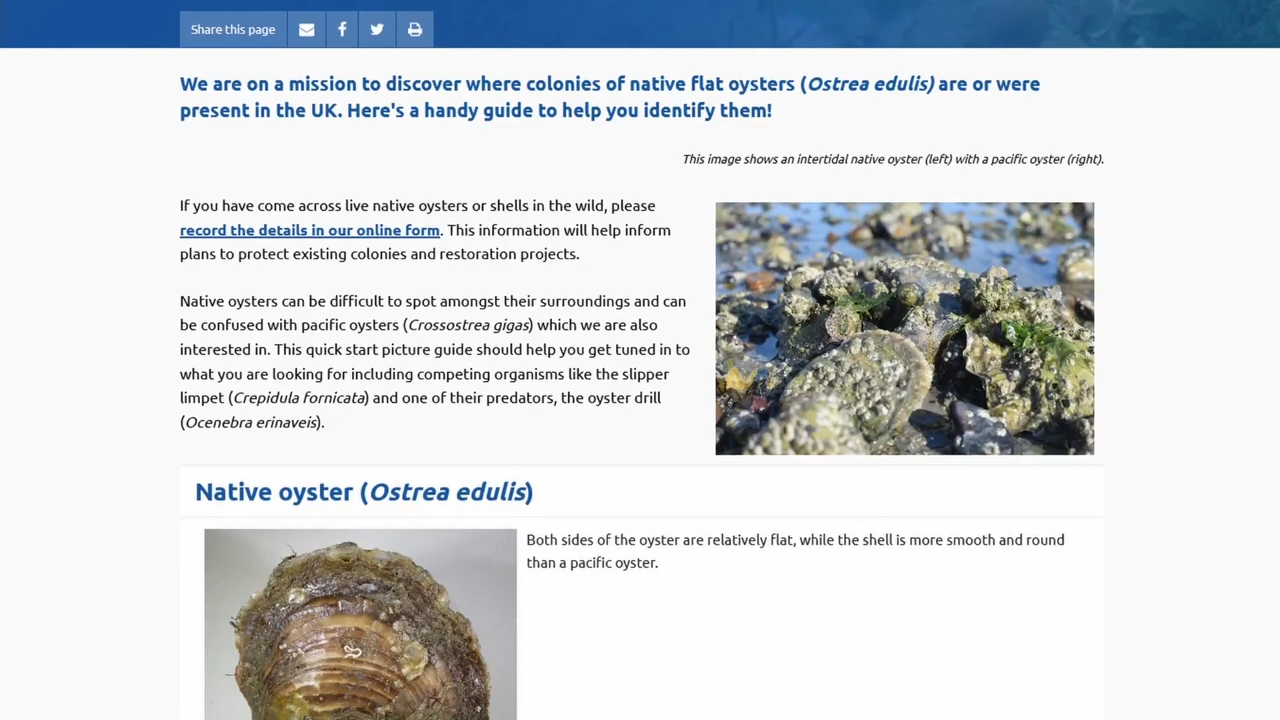 Share this page
We are on a mission to discover where colonies of native flat oysters (Ostrea edulis) are or were
present in the UK. Here's a handy guide to help you identify them!
This image shows an intertidal native oyster (left) with a pacific oyster (right).
If you have come across live native oysters or shells in the wild, please
record the details in our online form. This information will help inform
plans to protect existing colonies and restoration projects.
Native oysters can be difficult to spot amongst their surroundings and can
be confused with pacific oysters (Crossostrea gigas) which we are also
interested in. This quick start picture guide should help you get tuned in to
what you are looking for including competing organisms like the slipper
limpet (Crepidula fornicata) and one of their predators, the oyster drill
(Ocenebra erinaveis).
Native oyster (Ostrea edulis)
Both sides of the oyster are relatively flat, while the shell is more smooth and round
than a pacific oyster.